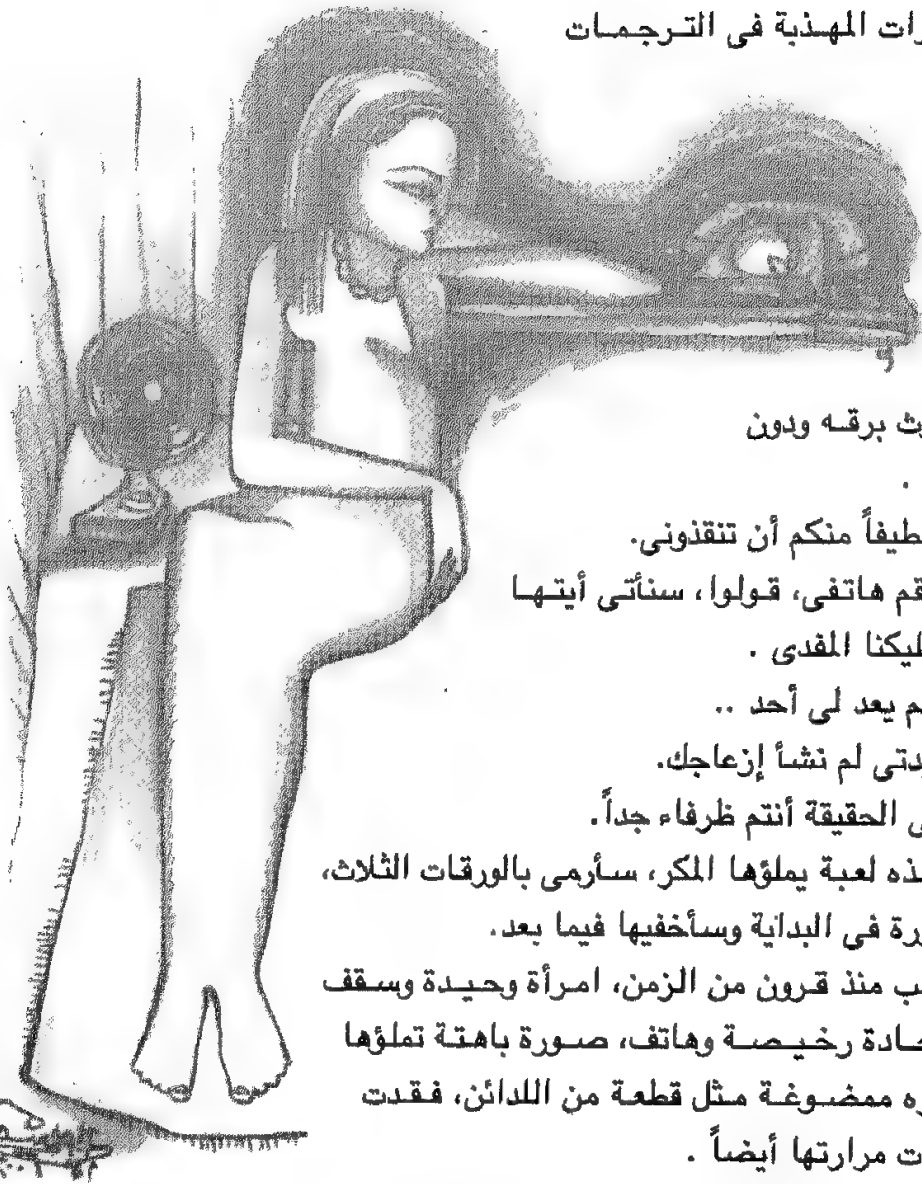 رات المهذبة فى الترجمات
ث برقه ودون
.
طيفاً منكم أن تنقذونى.
قم هاتفى، قولوا، سنأتى أيتها
ليكنا المفدى .
م يعد لى أحد ..
دتى لم نشأ إزعاجك.
ى الحقيقة أنتم ظرفاء جداً.
ذه لعبة يملؤها المكر، سأرمى بالورقات الثلاث،
رة فى البداية وسأخفيها فيما بعد.
ب منذ قرون من الزمن، امرأة وحيدة وسقف
ادة رخيصة وهاتف، صورة باهتة تملؤها
ره ممضوغة مثل قطعة من اللدائن، فقدت
ت مرارتها أيضاً .